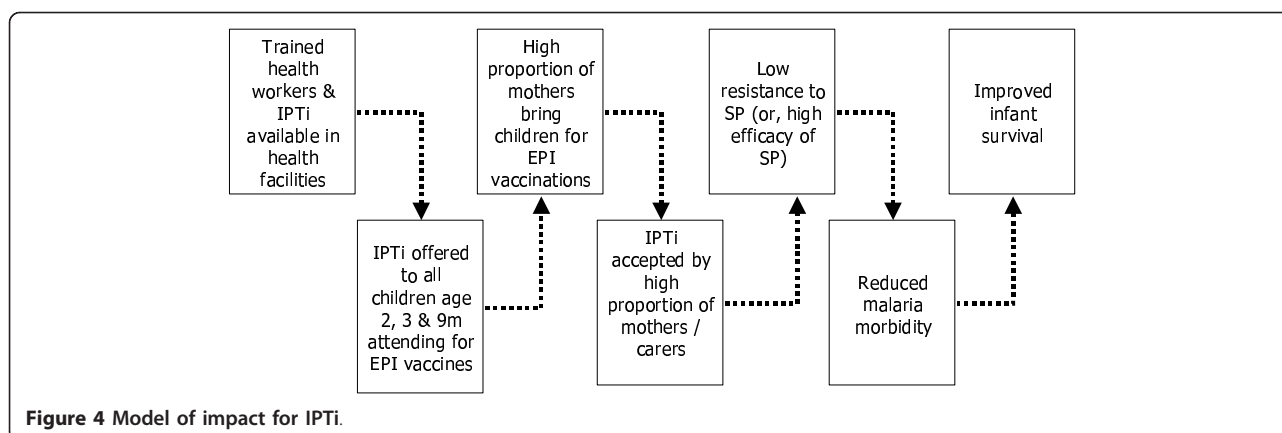 Trained
health
workers &
IPTi
available in
health
facilities
IPTi offered
to all
children age
2, 3 & 9m
attending for
EPI vaccines
High
proportion of
mothers
bring
children for
EPI
vaccinations
IPTi
accepted by
high
proportion of
mothers /
carers
Low
resistance to
SP (or, high
efficacy of
SP)
Reduced
malaria
morbidity
Improved
infant
survival
Figure 4 Model of impact for IPTi.